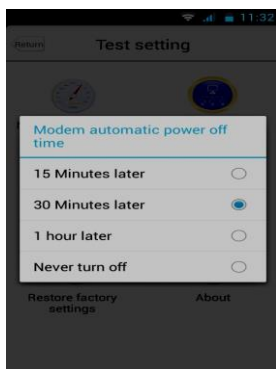 11:32
Return
Test setting
Modem automatic power off
time
15 Minutes later
30 Minutes later
1 hour later
Never turn off
Restore factory
settings
About